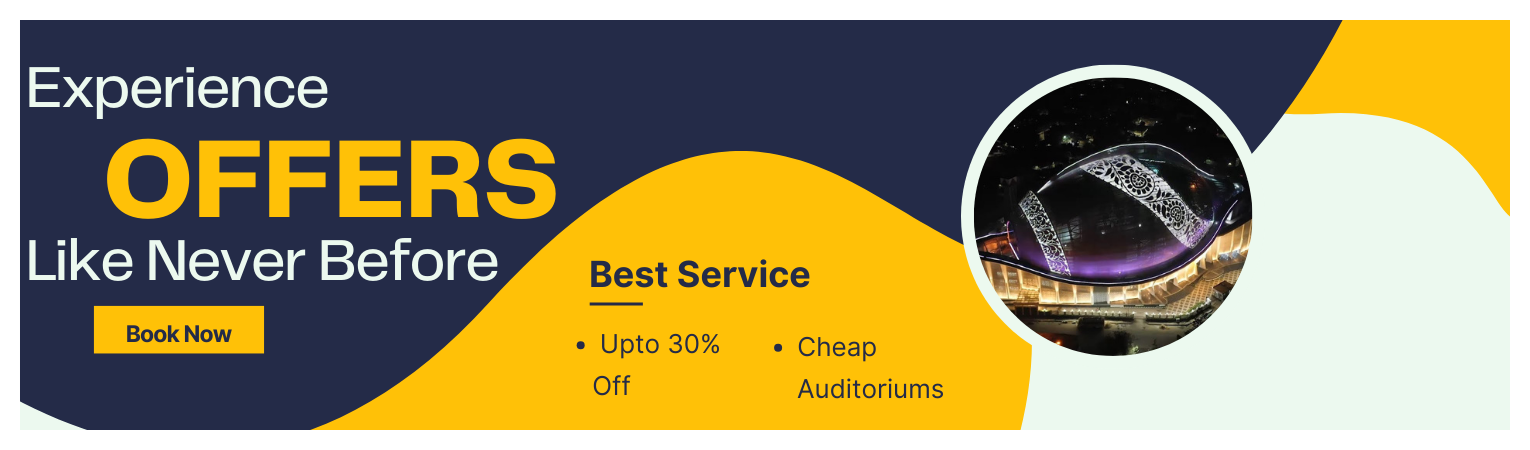 Experience
OFFERS
Like Never Before
Book Now
Best Service
• Upto 30%
Off
• Cheap
Auditoriums